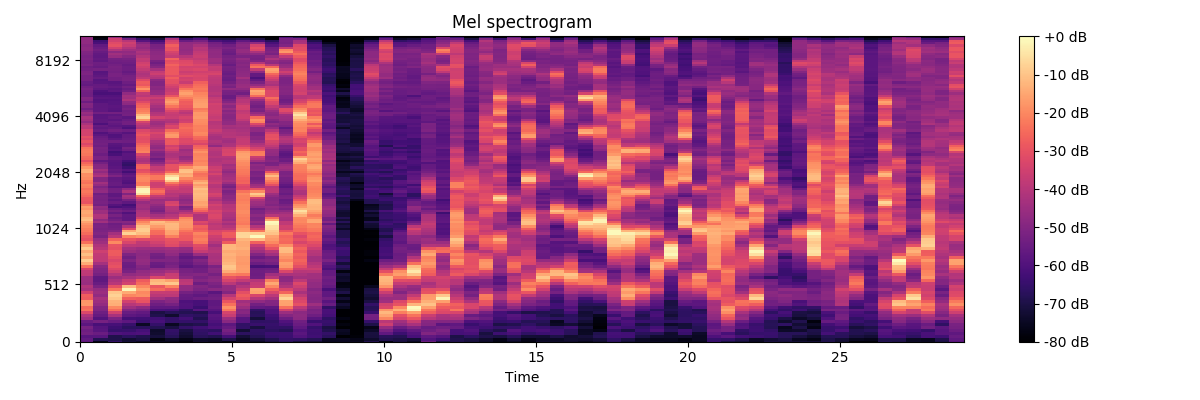 Mel spectrogram
8192
4096
2048
1024
512
0
Hz
0 5 10 15 20 25
Time
+0 dB
-10 dB
-20 dB
-30 dB
-40 dB
-50 dB
-60 dB
-70 dB
-80 dB